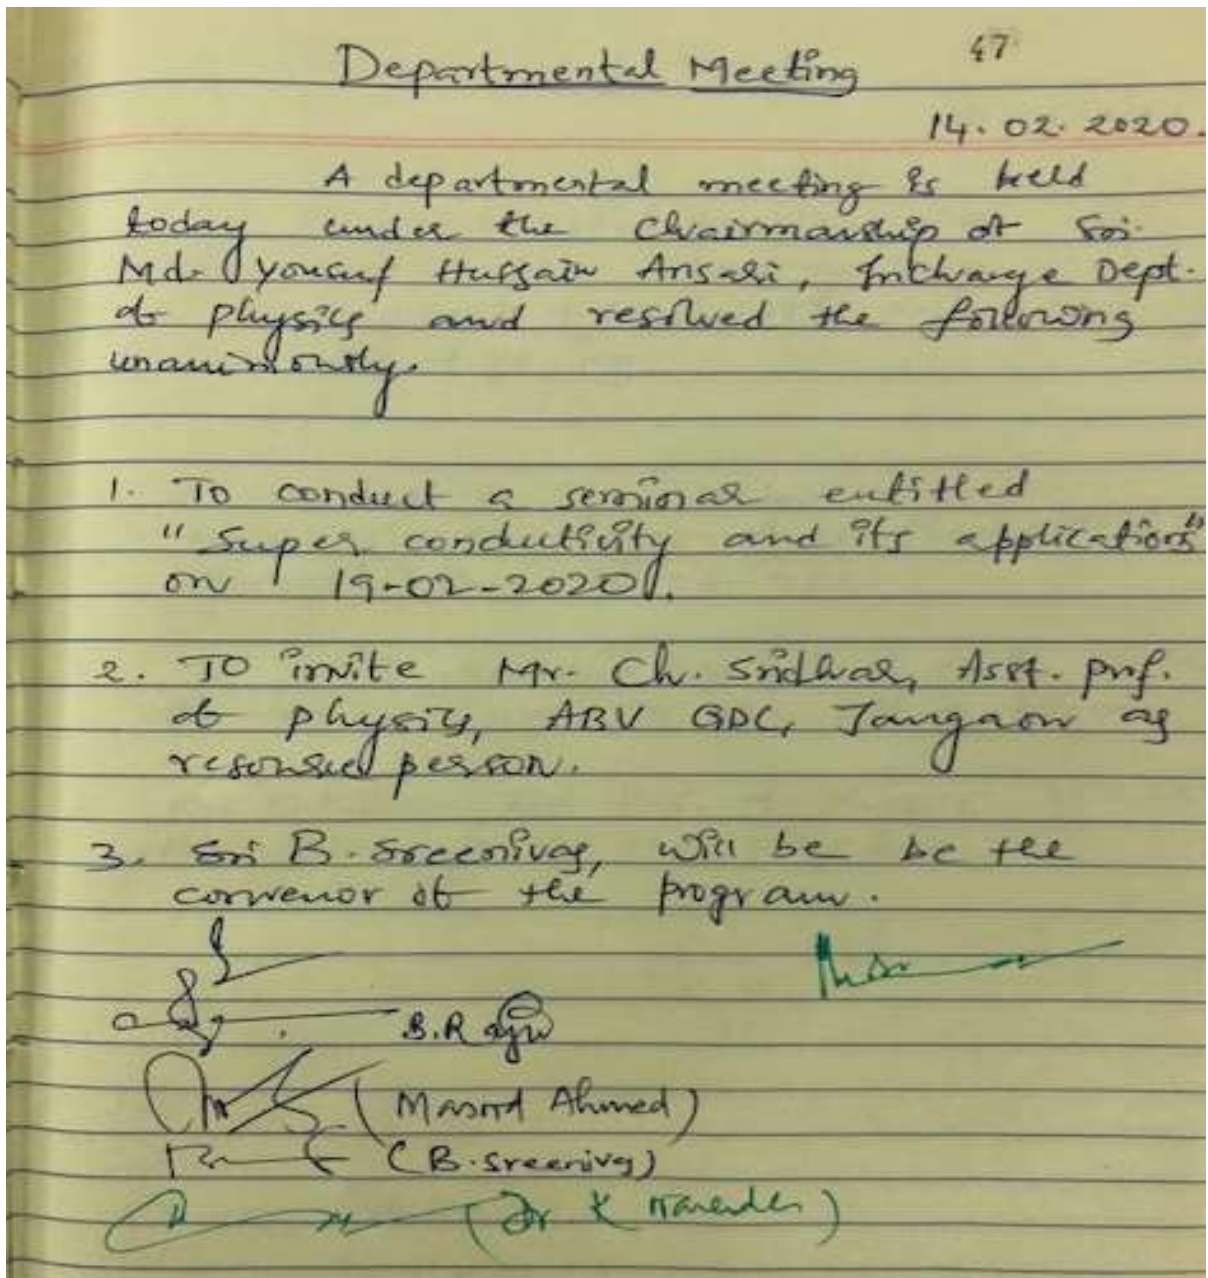 47
Departmental Meeting
14.02.2020.
A departmental meeting is held
today under the Chairmanship of Sri.
Md. Yousuf Hussain Ansari, Incharge Dept.
of physics and resolved the following
unanimously.
1. To conduct a seminar entitled
"Super conductivity and its applications"
on 19-02-2020.
2. To invite Mr. Ch. Sridhar, Asst. prof.
of physics, ABV GDC, Jangaon as
resource person.
3. Sri B. Sreenivas, will be be the
convenor of the program.
B. Raju
(Masood Ahmed)
(B. Sreenivas)
(Dr K Narender)